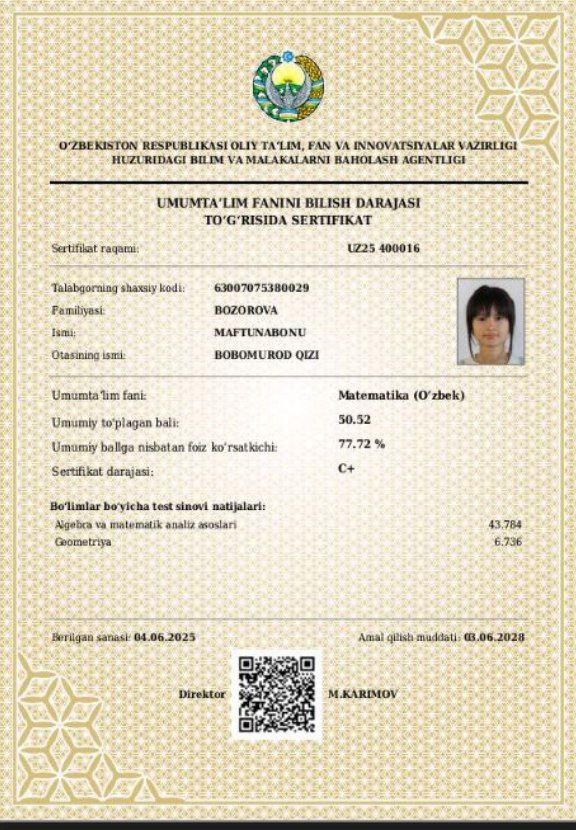 O‘ZBEKISTON RESPUBLIKASI OLIY TA’LIM, FAN VA INNOVATSIYALAR VAZIRLIGI
HUZURIDAGI BILIM VA MALAKALARNI BAHOLASH AGENTLIGI
UMUMTA’LIM FANINI BILISH DARAJASI
TO‘G‘RISIDA SERTIFIKAT
Sertifikat raqami: UZ25 400016
Talabgorning shaxsiy kodi: 63007075380029
Familiyasi: BOZOROVA
Ismi: MAFTUNABONU
Otasining ismi: BOBOMUROD QIZI
Umumta’lim fani: Matematika (O‘zbek)
Umumiy to'plagan bali: 50.52
Umumiy ballga nisbatan foiz ko‘rsatkichi: 77.72 %
Sertifikat darajasi: C+
Bo‘limlar bo‘yicha test sinovi natijalari:
Algebra va matematik analiz asoslari 43.784
Geometriya 6.736
Berilgan sanasi: 04.06.2025 Amal qilish muddati: 03.06.2028
Direktor M.KARIMOV